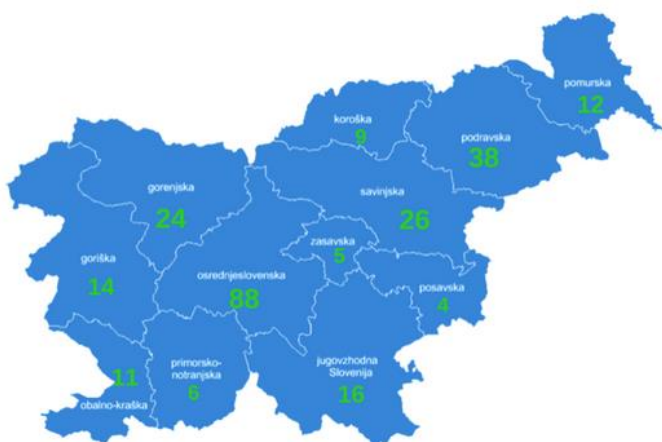 pomurska
12
koroška
9
podravska
38
gorenjska
24
savinjska
26
zasavska
5
goriška
14
osrednjeslovenska
88
posavska
4
11
obalno-kraška
primorsko-
notranjska
6
jugovzhodna
Slovenija
16